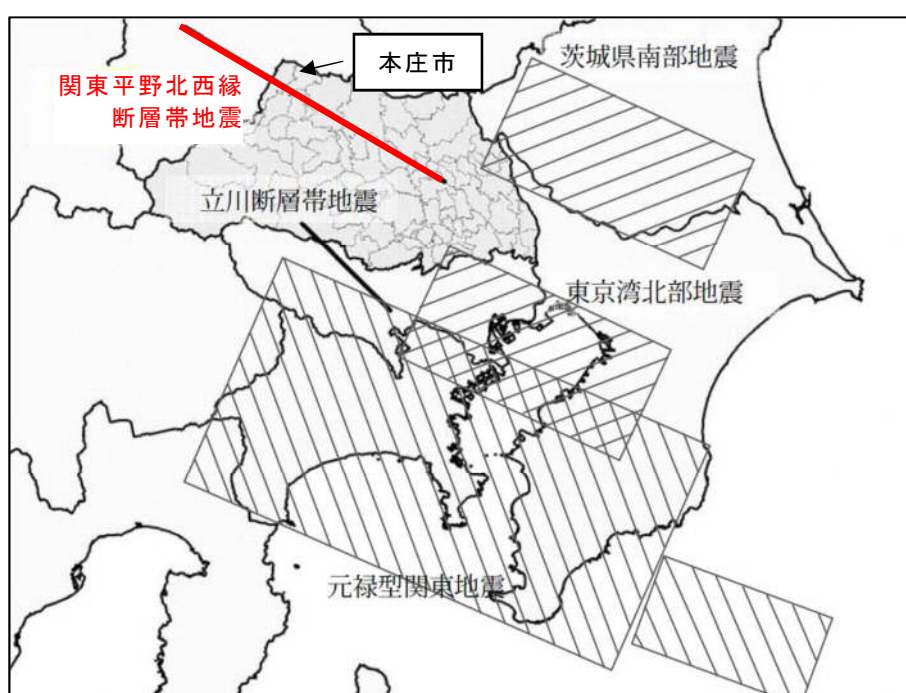 本庄市
茨城県南部地震
関東平野北西縁
断層帯地震
立川断層帯地震
東京湾北部地震
元禄型関東地震